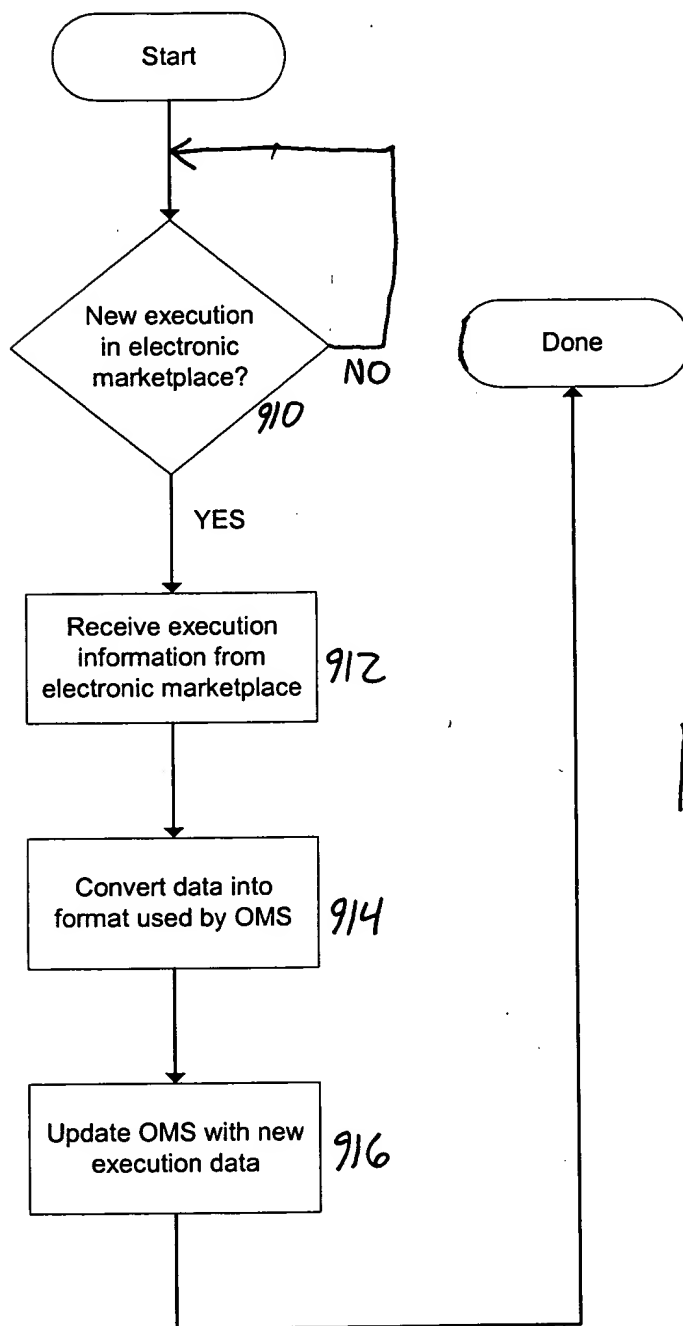 Start
New execution
in electronic
marketplace?
910
NO
YES
Receive execution
information from
electronic marketplace
912
Convert data into
format used by OMS
914
Update OMS with new
execution data
916
Done